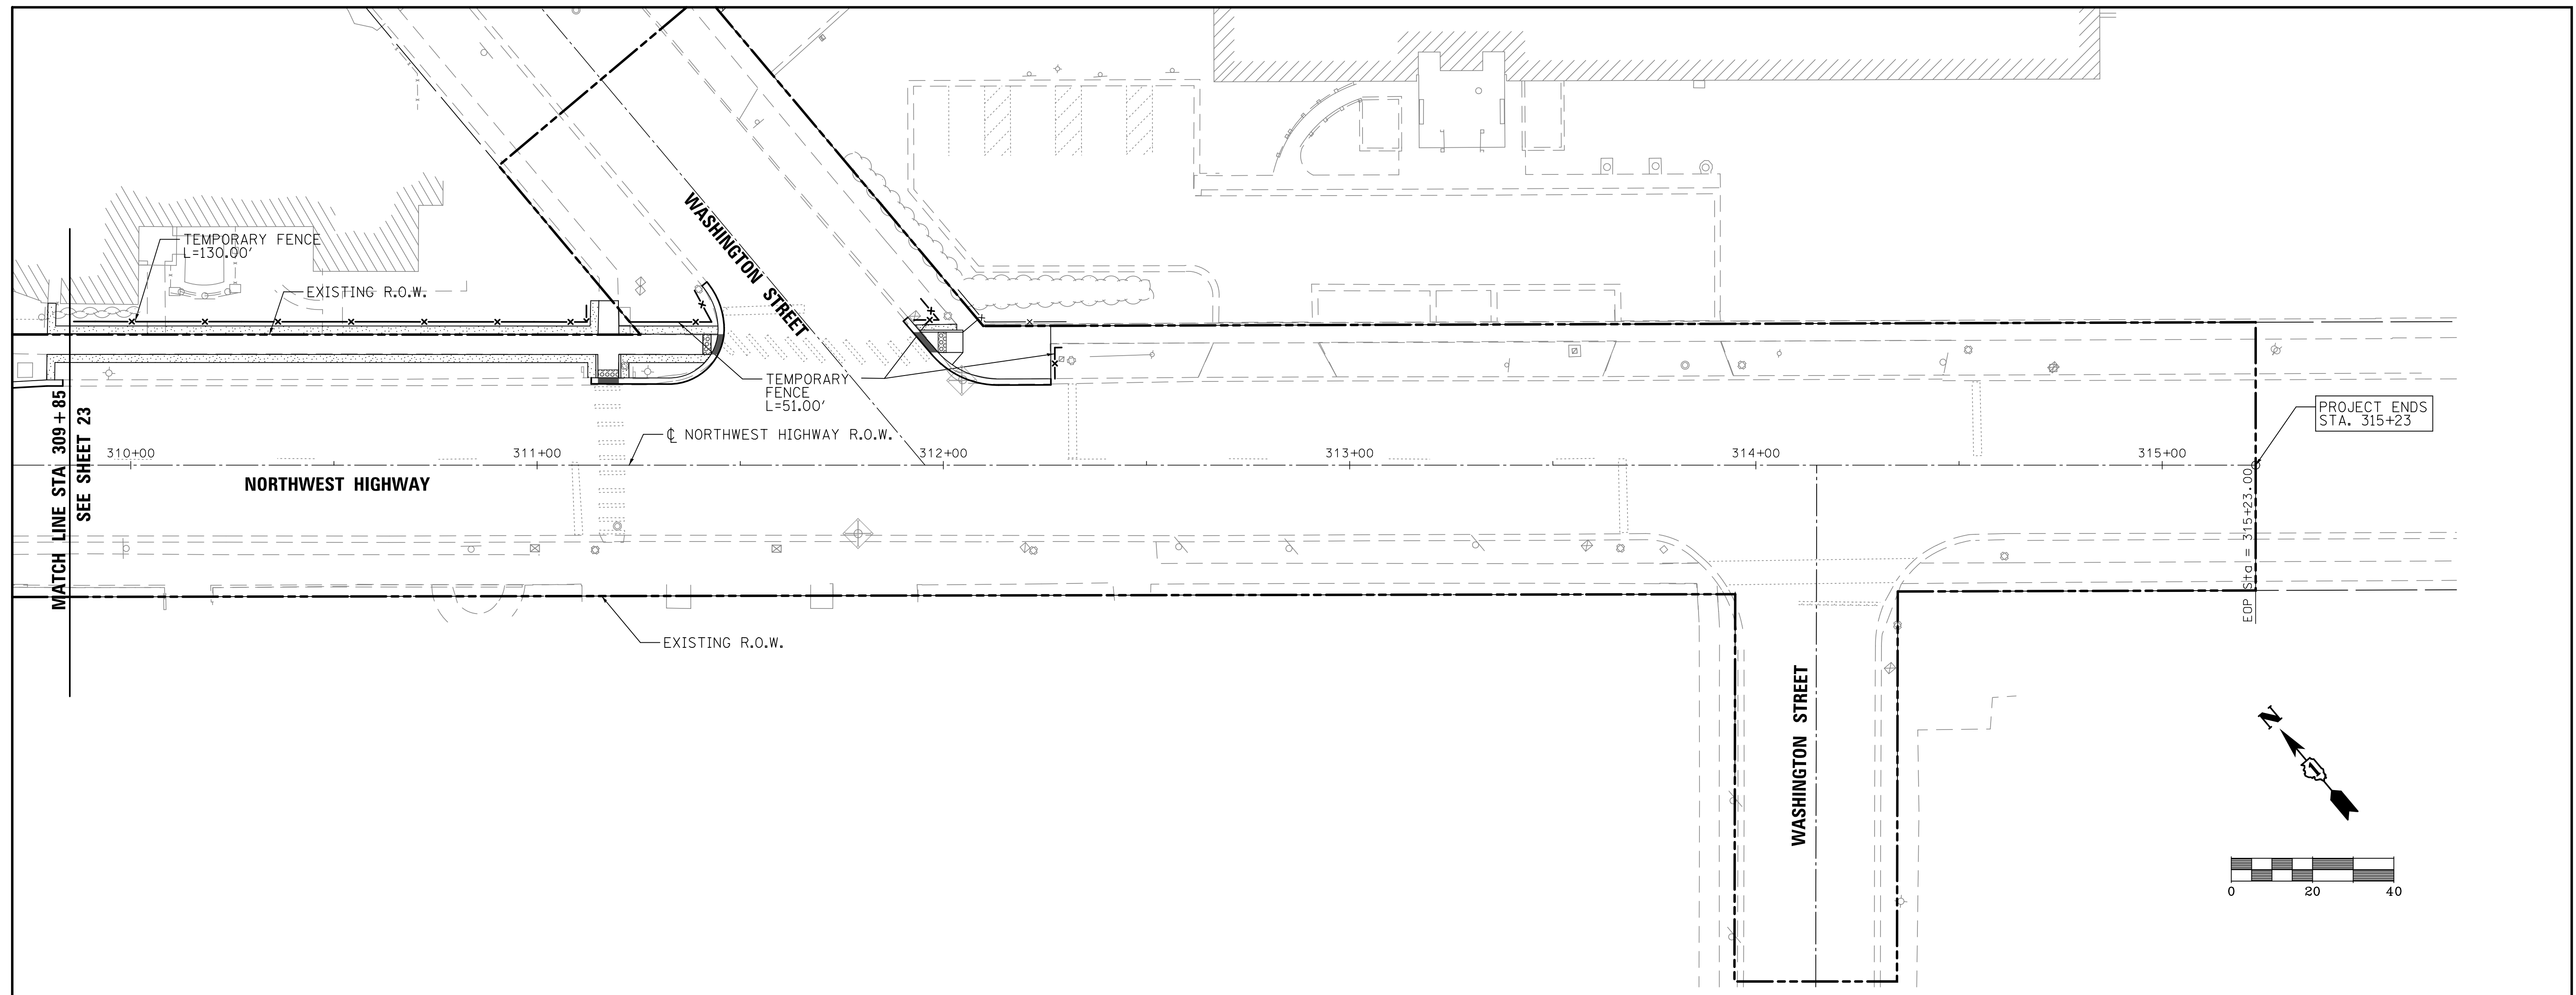 TEMPORARY FENCE
L=130.00'
EXISTING R.O.W.
WASHINGTON STREET
TEMPORARY
FENCE
L=51.00'
℄ NORTHWEST HIGHWAY R.O.W.
MATCH LINE STA 309+85
SEE SHEET 23
310+00
311+00
312+00
313+00
314+00
315+00
NORTHWEST HIGHWAY
PROJECT ENDS
STA. 315+23
EOP Sta = 315+23.00
EXISTING R.O.W.
WASHINGTON STREET
N
1
0 20 40